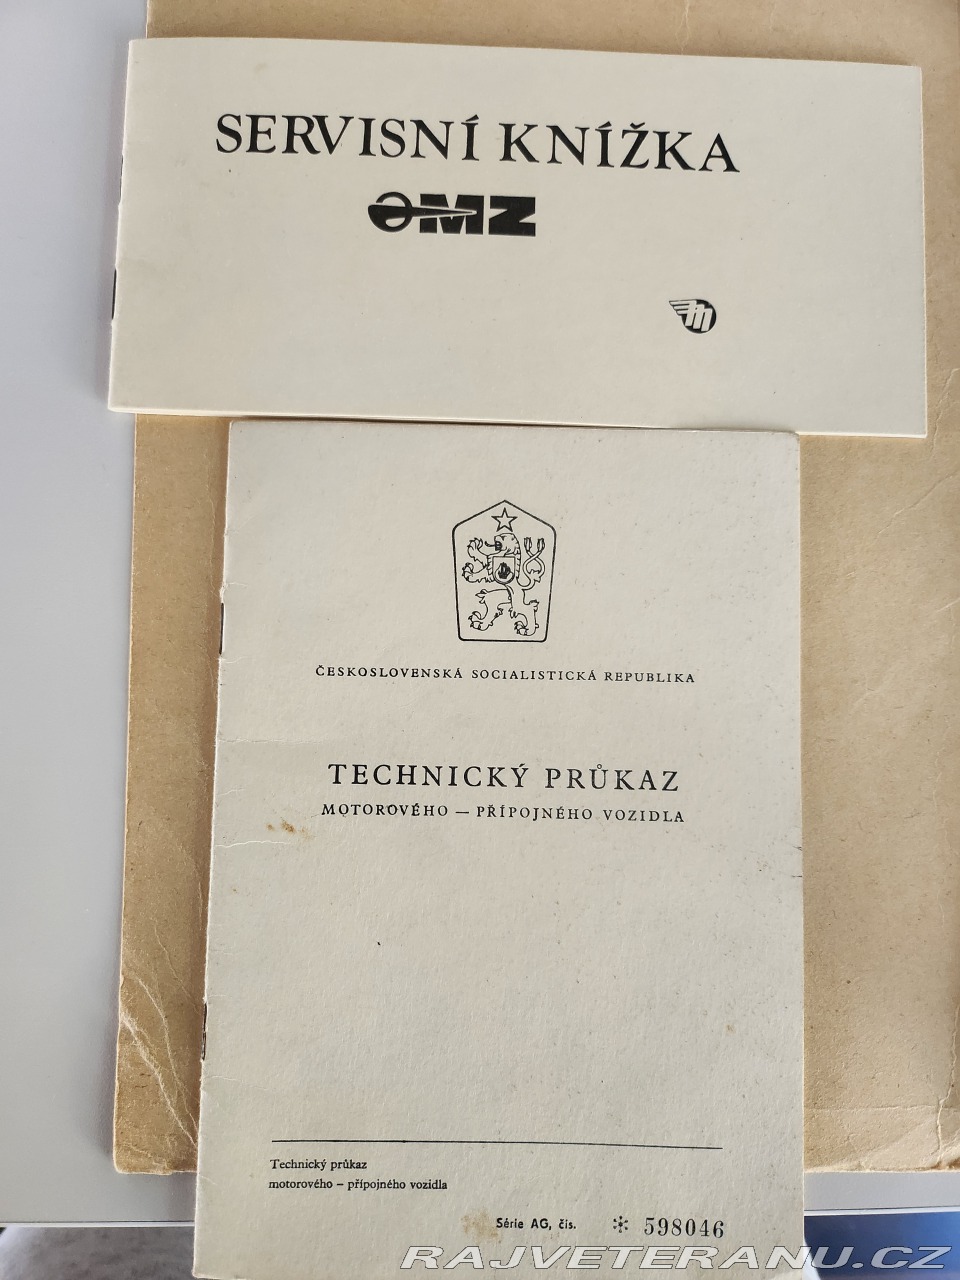 SERVISNÍ KNÍŽKA
MZ
M
ČESKOSLOVENSKÁ SOCIALISTICKÁ REPUBLIKA
TECHNICKÝ PRŮKAZ
MOTOROVÉHO — PŘÍPOJNÉHO VOZIDLA
Technický průkaz
motorového – přípojného vozidla
Série AG, čís. 598046
RAJVETERANU.CZ